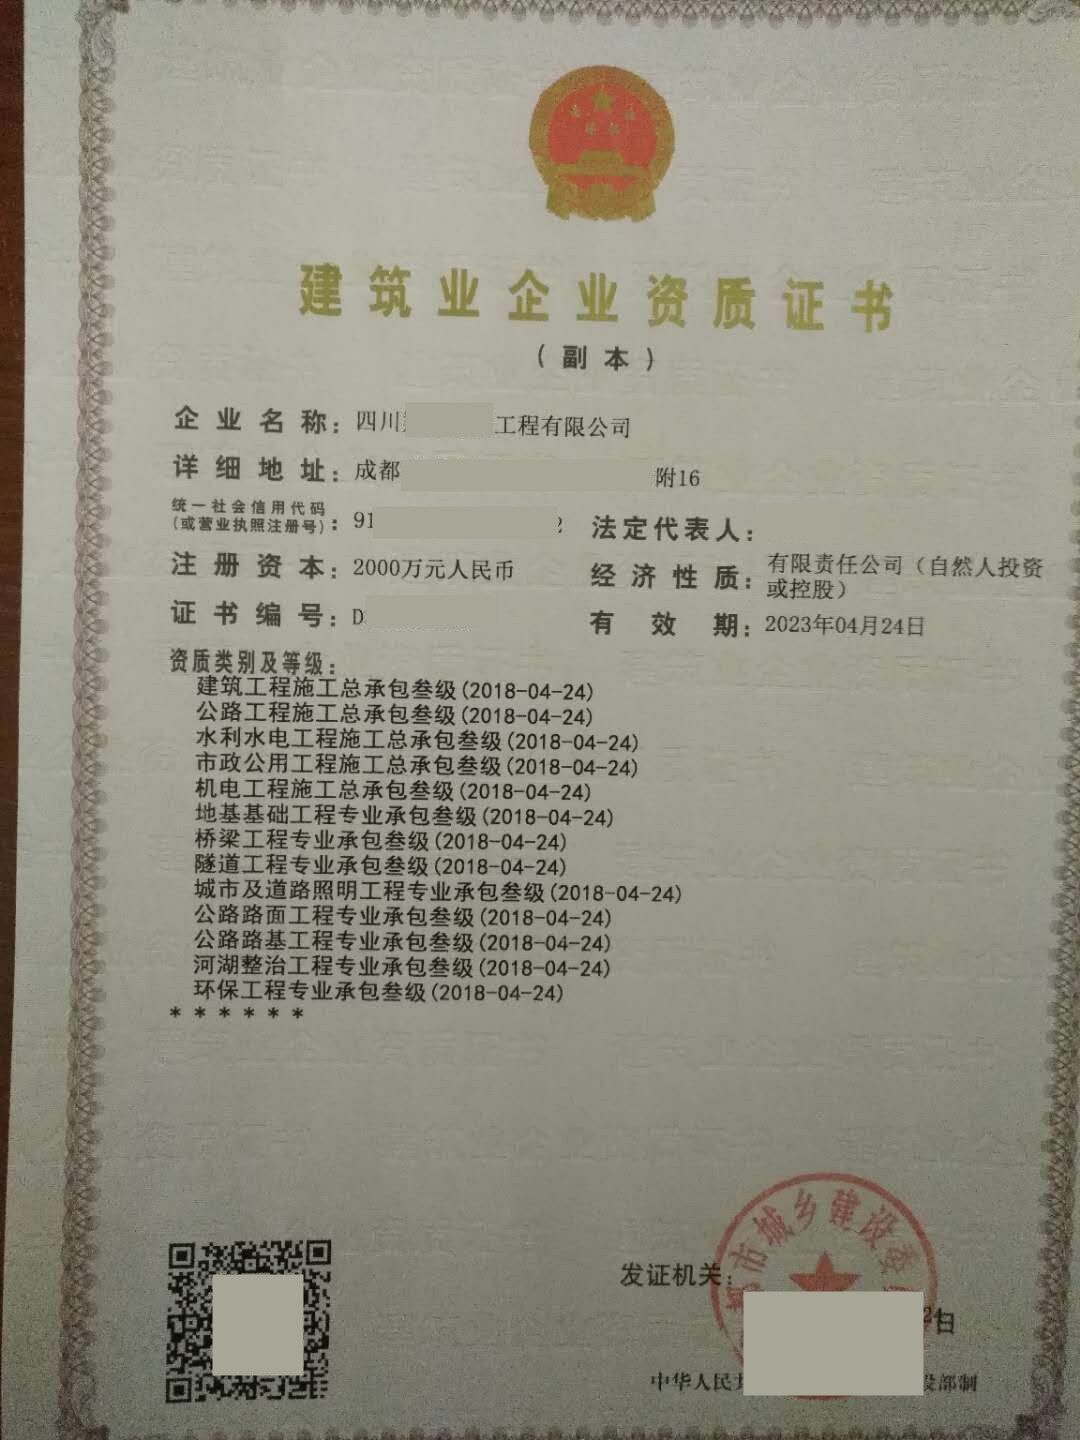 建筑业企业资质证书
（副本）
企业名称：四川 工程有限公司
详细地址：成都 附16
统一社会信用代码
(或营业执照注册号)：91 2 法定代表人：
注册资本：2000万元人民币 经济性质：有限责任公司（自然人投资
或控股）
证书编号：D 有效期：2023年04月24日
资质类别及等级：
建筑工程施工总承包叁级(2018-04-24)
公路工程施工总承包叁级(2018-04-24)
水利水电工程施工总承包叁级(2018-04-24)
市政公用工程施工总承包叁级(2018-04-24)
机电工程施工总承包叁级(2018-04-24)
地基基础工程专业承包叁级(2018-04-24)
桥梁工程专业承包叁级(2018-04-24)
隧道工程专业承包叁级(2018-04-24)
城市及道路照明工程专业承包叁级(2018-04-24)
公路路面工程专业承包叁级(2018-04-24)
公路路基工程专业承包叁级(2018-04-24)
河湖整治工程专业承包叁级(2018-04-24)
环保工程专业承包叁级(2018-04-24)
******
市城乡建设委
发证机关：
24日
中华人民 设部制